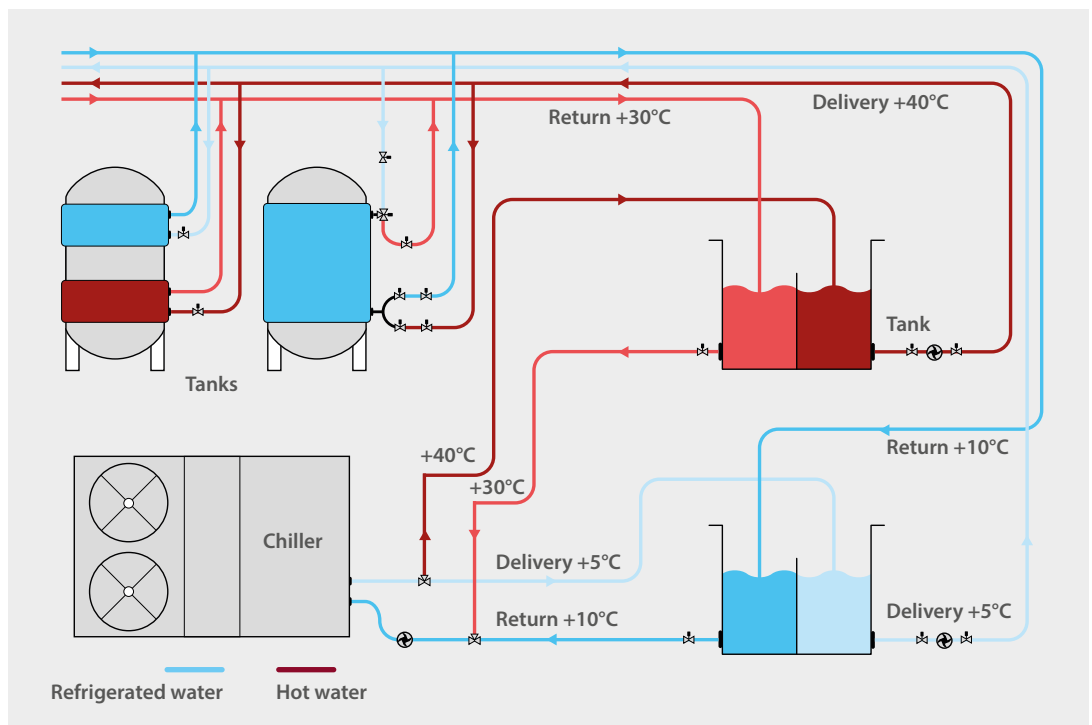 Delivery +40°C
Return +30°C
Tank
Tanks
Return +10°C
+40°C
+30°C
Chiller
Delivery +5°C
Delivery +5°C
Return +10°C
Refrigerated water
Hot water